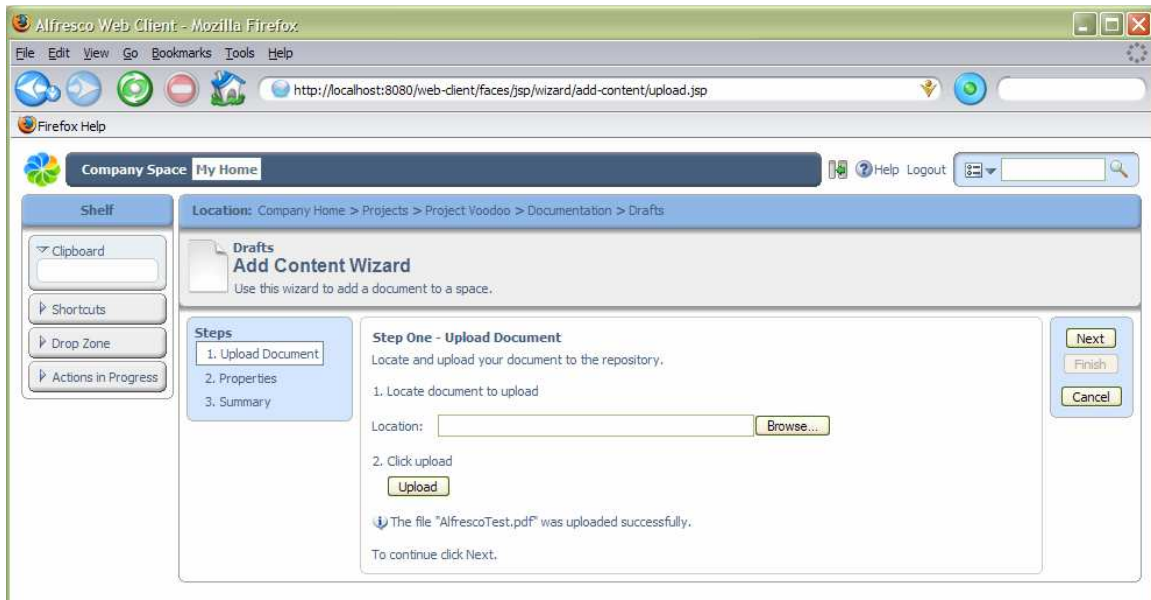 Alfresco Web Client - Mozilla Firefox
File Edit View Go Bookmarks Tools Help
http://localhost:8080/web-client/faces/jsp/wizard/add-content/upload.jsp
Firefox Help
Company Space My Home
Help Logout
Shelf
Location: Company Home > Projects > Project Voodoo > Documentation > Drafts
Clipboard
Shortcuts
Drop Zone
Actions in Progress
Drafts
Add Content Wizard
Use this wizard to add a document to a space.
Steps
1. Upload Document
2. Properties
3. Summary
Step One - Upload Document
Locate and upload your document to the repository.
1. Locate document to upload
Location: Browse...
2. Click upload
Upload
The file "AlfrescoTest.pdf" was uploaded successfully.
To continue click Next.
Next
Finish
Cancel